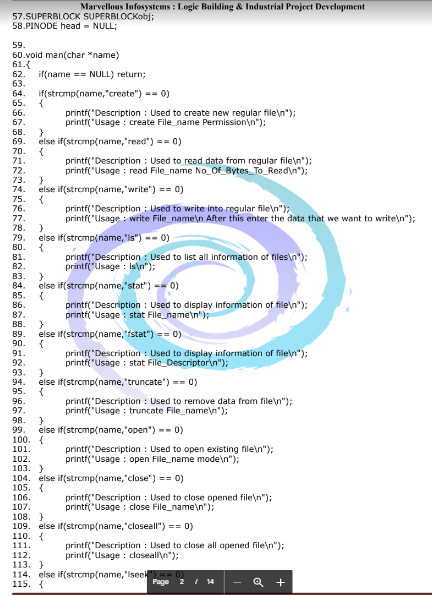 Marvellous Infosystems : Logic Building & Industrial Project Development
57.SUPERBLOCK SUPERBLOCKobj;
58.PINODE head = NULL;
59.
60.void man(char *name)
61.{
62. if(name == NULL) return;
63.
64. if(strcmp(name,"create") == 0)
65. {
66. printf("Description : Used to create new regular file\n");
67. printf("Usage : create File_name Permission\n");
68. }
69. else if(strcmp(name,"read") == 0)
70. {
71. printf("Description : Used to read data from regular file\n");
72. printf("Usage : read File_name No_Of_Bytes_To_Read\n");
73. }
74. else if(strcmp(name,"write") == 0)
75. {
76. printf("Description : Used to write into regular file\n");
77. printf("Usage : write File_name\n After this enter the data that we want to write\n");
78. }
79. else if(strcmp(name,"ls") == 0)
80. {
81. printf("Description : Used to list all information of files\n");
82. printf("Usage : ls\n");
83. }
84. else if(strcmp(name,"stat") == 0)
85. {
86. printf("Description : Used to display information of file\n");
87. printf("Usage : stat File_name\n");
88. }
89. else if(strcmp(name,"fstat") == 0)
90. {
91. printf("Description : Used to display information of file\n");
92. printf("Usage : stat File_Descriptor\n");
93. }
94. else if(strcmp(name,"truncate") == 0)
95. {
96. printf("Description : Used to remove data from file\n");
97. printf("Usage : truncate File_name\n");
98. }
99. else if(strcmp(name,"open") == 0)
100. {
101. printf("Description : Used to open existing file\n");
102. printf("Usage : open File_name mode\n");
103. }
104. else if(strcmp(name,"close") == 0)
105. {
106. printf("Description : Used to close opened file\n");
107. printf("Usage : close File_name\n");
108. }
109. else if(strcmp(name,"closeall") == 0)
110. {
111. printf("Description : Used to close all opened file\n");
112. printf("Usage : closeall\n");
113. }
114. else if(strcmp(name,"lseek") == 0)
115. {
Page 2 / 14 — +